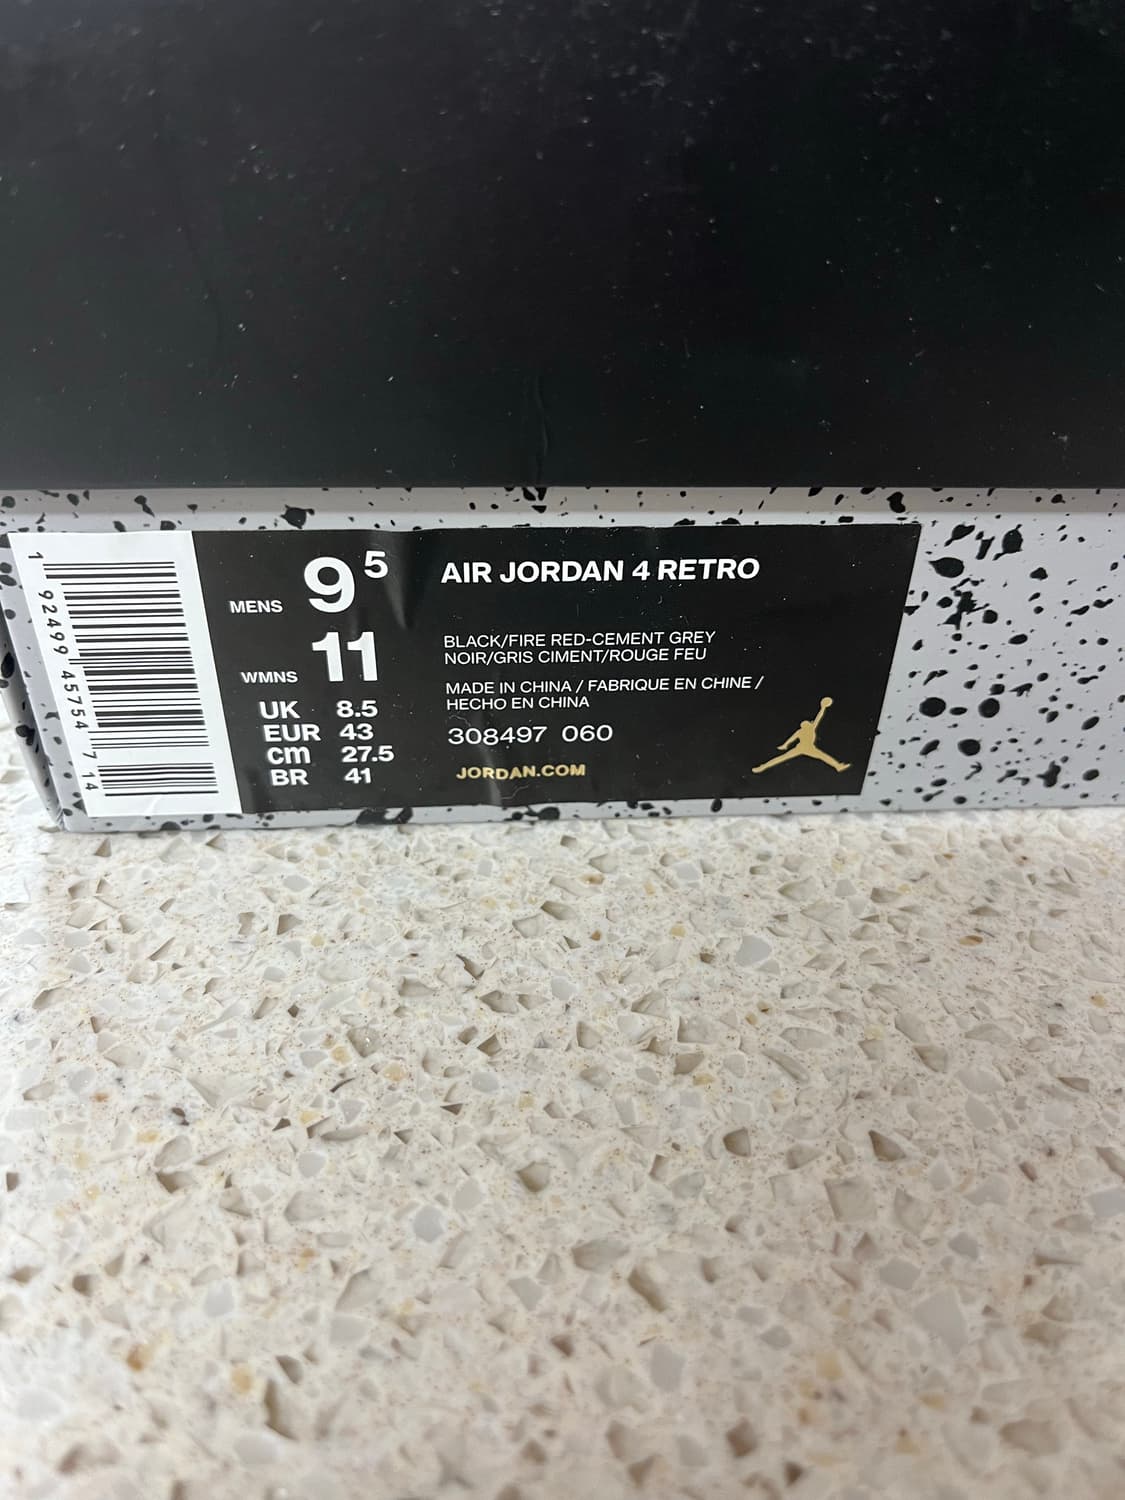 1 92499 45754 7 14
MENS 9 5
WMNS 11
UK 8.5
EUR 43
cm 27.5
BR 41
AIR JORDAN 4 RETRO
BLACK/FIRE RED-CEMENT GREY
NOIR/GRIS CIMENT/ROUGE FEU
MADE IN CHINA / FABRIQUE EN CHINE /
HECHO EN CHINA
308497 060
JORDAN.COM